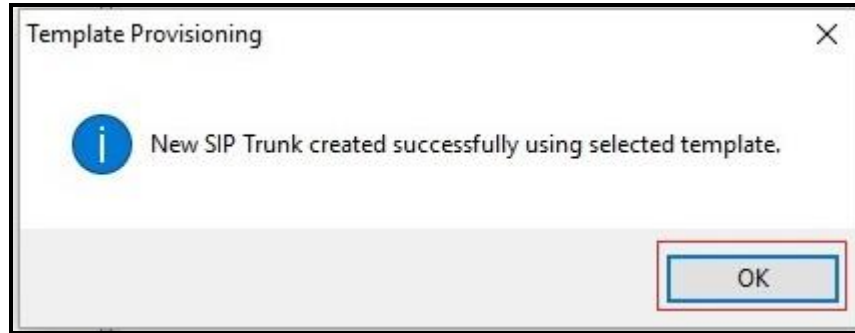 Template Provisioning
New SIP Trunk created successfully using selected template.
OK